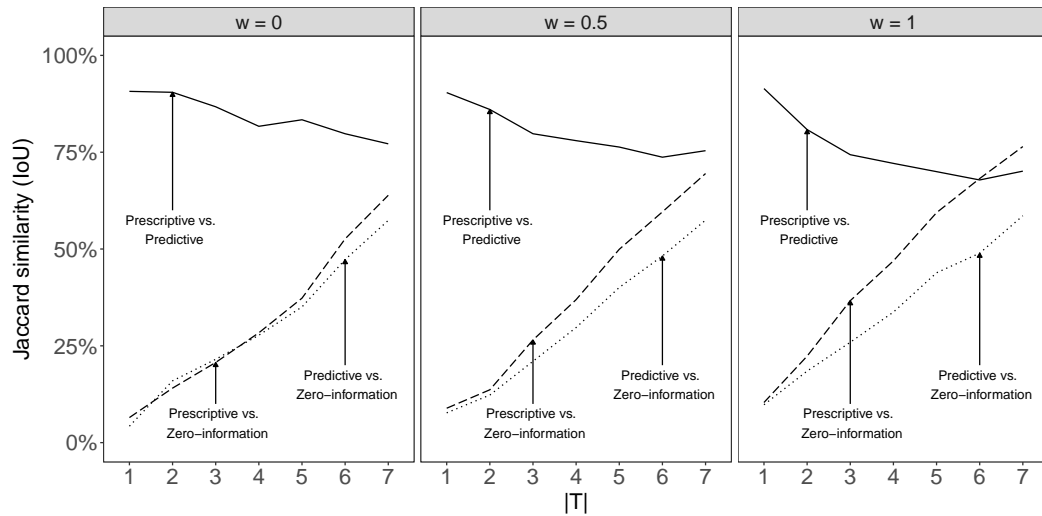 w = 0
w = 0.5
w = 1
Jaccard similarity (IoU)
100%
75%
50%
25%
0%
Prescriptive vs.
Predictive
Predictive vs.
Zero−information
Prescriptive vs.
Zero−information
Prescriptive vs.
Predictive
Predictive vs.
Zero−information
Prescriptive vs.
Zero−information
Prescriptive vs.
Predictive
Predictive vs.
Zero−information
Prescriptive vs.
Zero−information
1 2 3 4 5 6 7
1 2 3 4 5 6 7
1 2 3 4 5 6 7
|T|